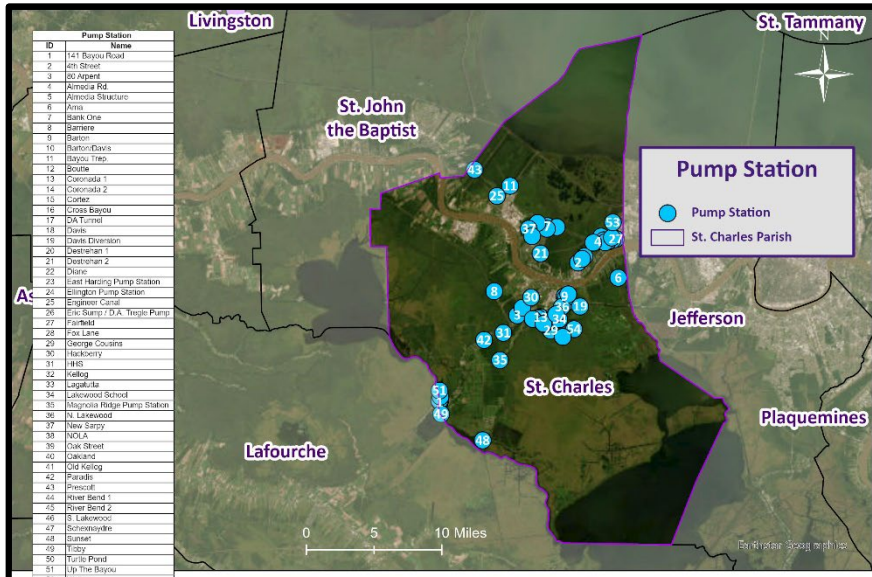 Livingston
St. Tammany
N
St. John
the Baptist
Pump Station
ID Name
1 141 Bayou Road
2 4th Street
3 80 Arpent
4 Almedia Rd.
5 Almedia Structure
6 Ama
7 Bank One
8 Barriere
9 Barton
10 Barton/Davis
11 Bayou Trep.
12 Boutte
13 Coronada 1
14 Coronada 2
15 Cortez
16 Cross Bayou
17 DA Tunnel
18 Davis
19 Davis Diversion
20 Destrehan 1
21 Destrehan 2
22 Diane
23 East Harding Pump Station
24 Ellington Pump Station
25 Engineer Canal
26 Eric Sump / D.A. Tregle Pump
27 Fairfield
28 Fox Lane
29 George Cousins
30 Hackberry
31 HHS
32 Kellog
33 Lagatutta
34 Lakewood School
35 Magnolia Ridge Pump Station
36 N. Lakewood
37 New Sarpy
38 NOLA
39 Oak Street
40 Oakland
41 Old Kellog
42 Paradis
43 Prescott
44 River Bend 1
45 River Bend 2
46 S. Lakewood
47 Schexnaydre
48 Sunset
49 Tibby
50 Turtle Pond
51 Up The Bayou
43
11
25
37 7
53
4 27
21
2
6
8
30 9
36 19
3 13 34
29 54
31
42
35
51
1
49
48
Pump Station
Pump Station
St. Charles Parish
As
Jefferson
St. Charles
Plaquemines
Lafourche
0 5 10 Miles
Earthstar Geographics